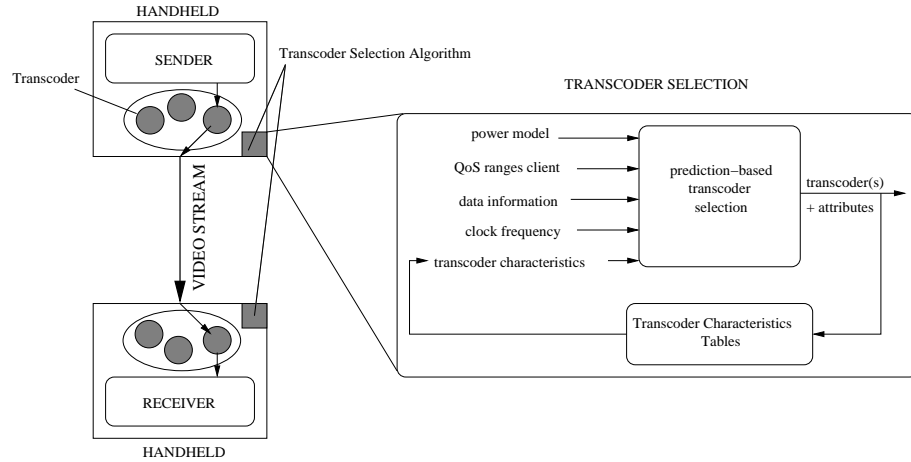 HANDHELD
SENDER
Transcoder
Transcoder Selection Algorithm
VIDEO STREAM
RECEIVER
HANDHELD
TRANSCODER SELECTION
power model
QoS ranges client
data information
clock frequency
transcoder characteristics
prediction−based
transcoder
selection
transcoder(s)
+ attributes
Transcoder Characteristics
Tables